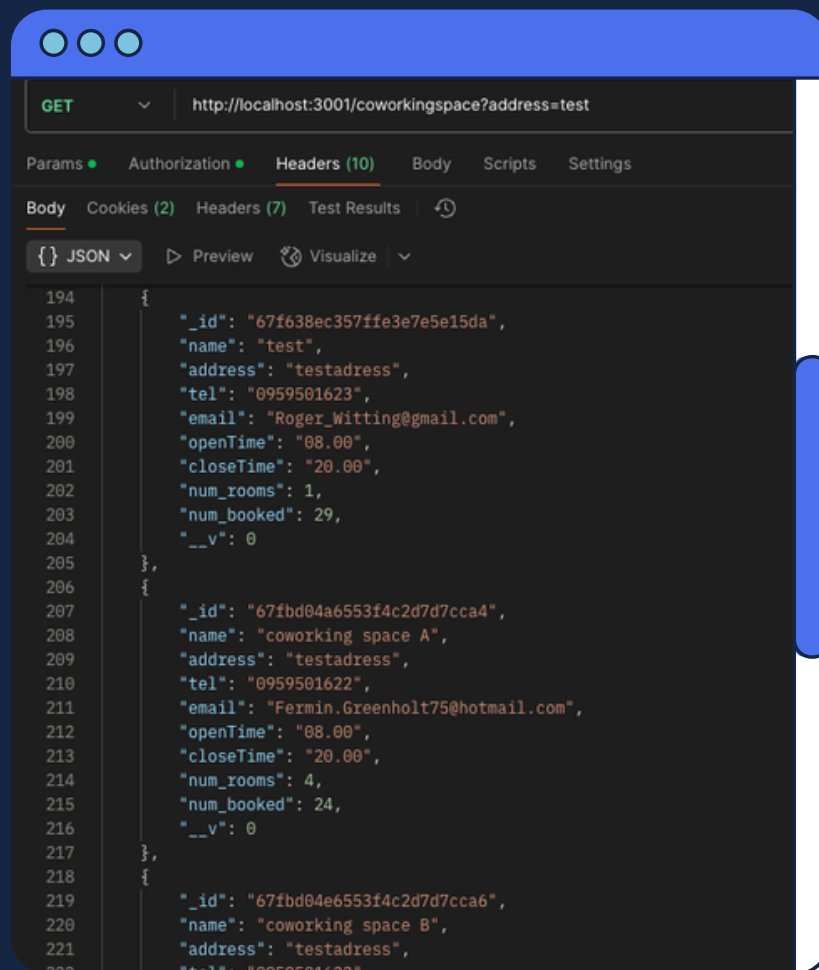 GET http://localhost:3001/coworkingspace?address=test
Params Authorization Headers (10) Body Scripts Settings
Body Cookies (2) Headers (7) Test Results
{} JSON Preview Visualize
194 {
195 "_id": "67f638ec357ffe3e7e5e15da",
196 "name": "test",
197 "address": "testadress",
198 "tel": "0959501623",
199 "email": "Roger_Witting@gmail.com",
200 "openTime": "08.00",
201 "closeTime": "20.00",
202 "num_rooms": 1,
203 "num_booked": 29,
204 "__v": 0
205 },
206 {
207 "_id": "67fbd04a6553f4c2d7d7cca4",
208 "name": "coworking space A",
209 "address": "testadress",
210 "tel": "0959501622",
211 "email": "Fermin.Greenholt75@hotmail.com",
212 "openTime": "08.00",
213 "closeTime": "20.00",
214 "num_rooms": 4,
215 "num_booked": 24,
216 "__v": 0
217 },
218 {
219 "_id": "67fbd04e6553f4c2d7d7cca6",
220 "name": "coworking space B",
221 "address": "testadress",